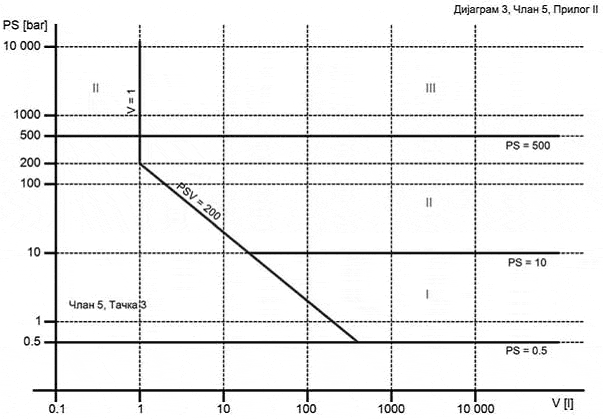 Дијаграм 3, Члан 5, Прилог II
PS [bar]
10 000
II
III
V = 1
1000
500
PS = 500
200
100
PSV = 200
II
10
PS = 10
I
Члан 5, Тачка 3
1
0.5
PS = 0.5
0.1
1
10
100
1000
10 000
V [l]